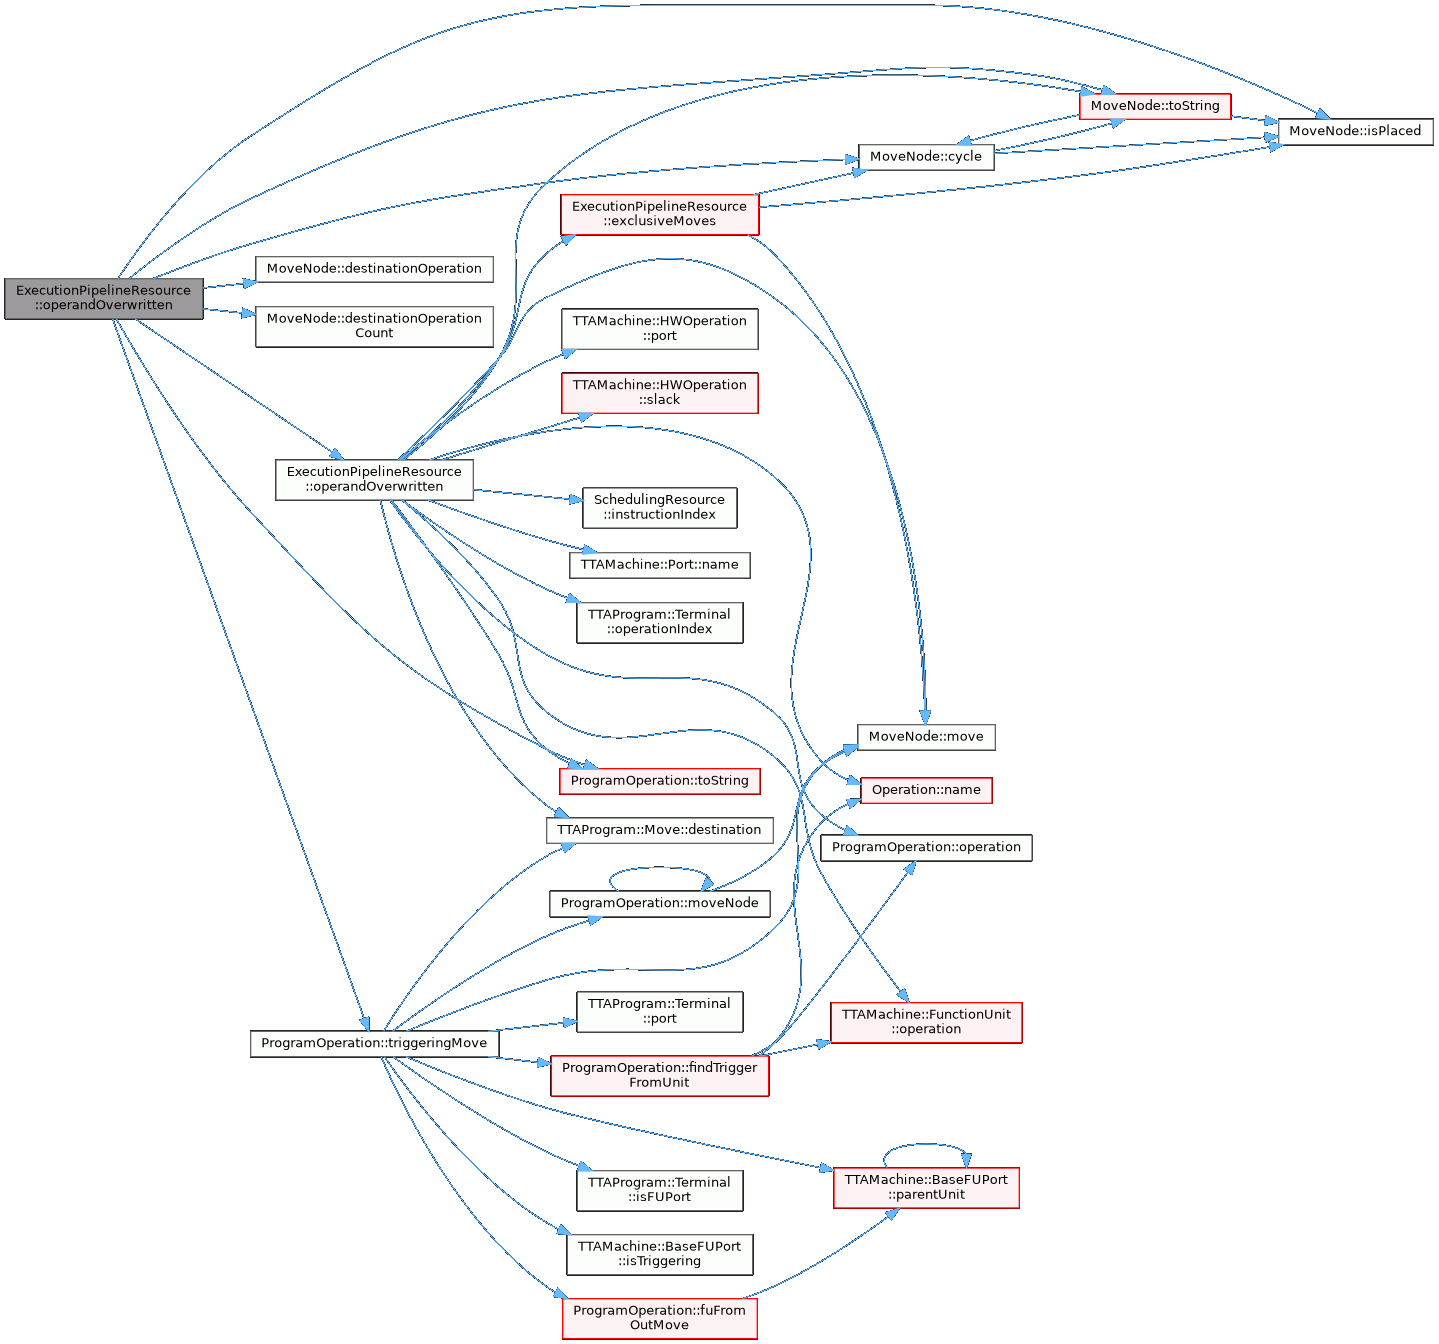 MoveNode::toString
MoveNode::isPlaced
MoveNode::cycle
ExecutionPipelineResource
::exclusiveMoves
MoveNode::destinationOperation
ExecutionPipelineResource
::operandOverwritten
MoveNode::destinationOperation
Count
TTAMachine::HWOperation
::port
TTAMachine::HWOperation
::slack
ExecutionPipelineResource
::operandOverwritten
SchedulingResource
::instructionIndex
TTAMachine::Port::name
TTAProgram::Terminal
::operationIndex
MoveNode::move
ProgramOperation::toString
Operation::name
TTAProgram::Move::destination
ProgramOperation::operation
ProgramOperation::moveNode
TTAProgram::Terminal
::port
TTAMachine::FunctionUnit
::operation
ProgramOperation::triggeringMove
ProgramOperation::findTrigger
FromUnit
TTAProgram::Terminal
::isFUPort
TTAMachine::BaseFUPort
::parentUnit
TTAMachine::BaseFUPort
::isTriggering
ProgramOperation::fuFrom
OutMove